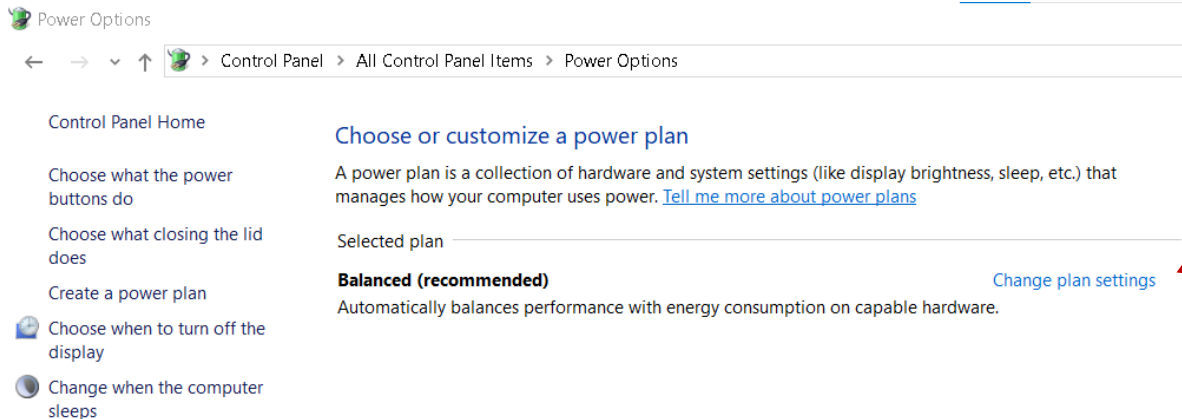 Power Options
Control Panel > All Control Panel Items > Power Options
Control Panel Home
Choose what the power
buttons do
Choose what closing the lid
does
Create a power plan
Choose when to turn off the
display
Change when the computer
sleeps
Choose or customize a power plan
A power plan is a collection of hardware and system settings (like display brightness, sleep, etc.) that
manages how your computer uses power. Tell me more about power plans
Selected plan
Balanced (recommended)
Change plan settings
Automatically balances performance with energy consumption on capable hardware.